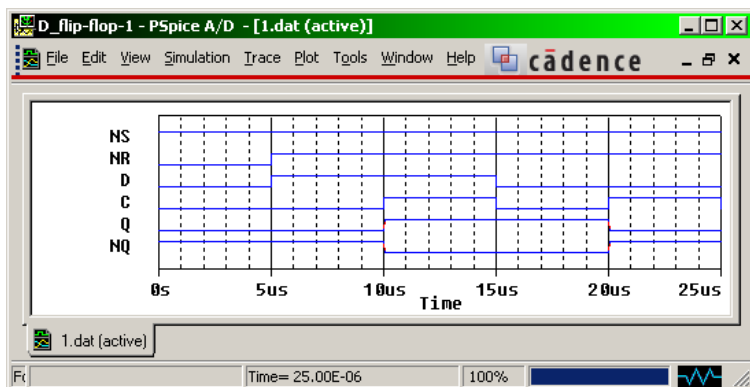 D_flip-flop-1 - PSpice A/D - [1.dat (active)]
File Edit View Simulation Trace Plot Tools Window Help cādence
NS
NR
D
C
Q
NQ
0s 5us 10us 15us 20us 25us
Time
1.dat (active)
Time= 25.00E-06 100%